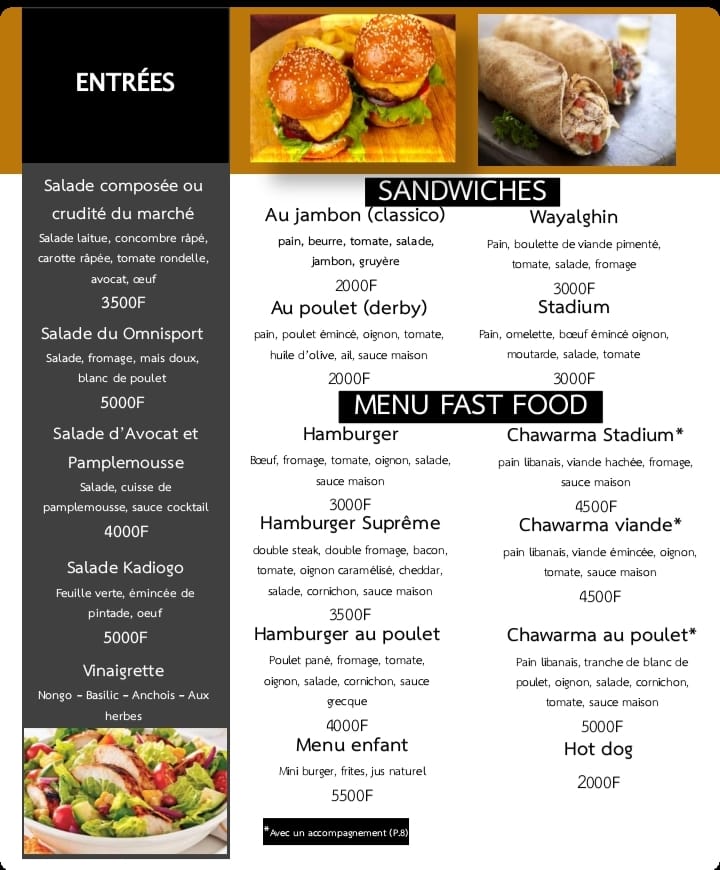 ENTRÉES
Salade composée ou
crudité du marché
Salade laitue, concombre râpé,
carotte râpée, tomate rondelle,
avocat, œuf
3500F
Salade du Omnisport
Salade, fromage, mais doux,
blanc de poulet
5000F
Salade d’Avocat et
Pamplemousse
Salade, cuisse de
pamplemousse, sauce cocktail
4000F
Salade Kadiogo
Feuille verte, émincée de
pintade, oeuf
5000F
Vinaigrette
Nongo – Basilic – Anchois – Aux
herbes
SANDWICHES
Au jambon (classico)
pain, beurre, tomate, salade,
jambon, gruyère
2000F
Au poulet (derby)
pain, poulet émincé, oignon, tomate,
huile d’olive, ail, sauce maison
2000F
Wayalghin
Pain, boulette de viande pimenté,
tomate, salade, fromage
3000F
Stadium
Pain, omelette, bœuf émincé oignon,
moutarde, salade, tomate
3000F
MENU FAST FOOD
Hamburger
Bœuf, fromage, tomate, oignon, salade,
sauce maison
3000F
Hamburger Suprême
double steak, double fromage, bacon,
tomate, oignon caramélisé, cheddar,
salade, cornichon, sauce maison
3500F
Hamburger au poulet
Poulet pané, fromage, tomate,
oignon, salade, cornichon, sauce
grecque
4000F
Menu enfant
Mini burger, frites, jus naturel
5500F
Chawarma Stadium*
pain libanais, viande hachée, fromage,
sauce maison
4500F
Chawarma viande*
pain libanais, viande émincée, oignon,
tomate, sauce maison
4500F
Chawarma au poulet*
Pain libanais, tranche de blanc de
poulet, oignon, salade, cornichon,
tomate, sauce maison
5000F
Hot dog
2000F
*Avec un accompagnement (P.8)